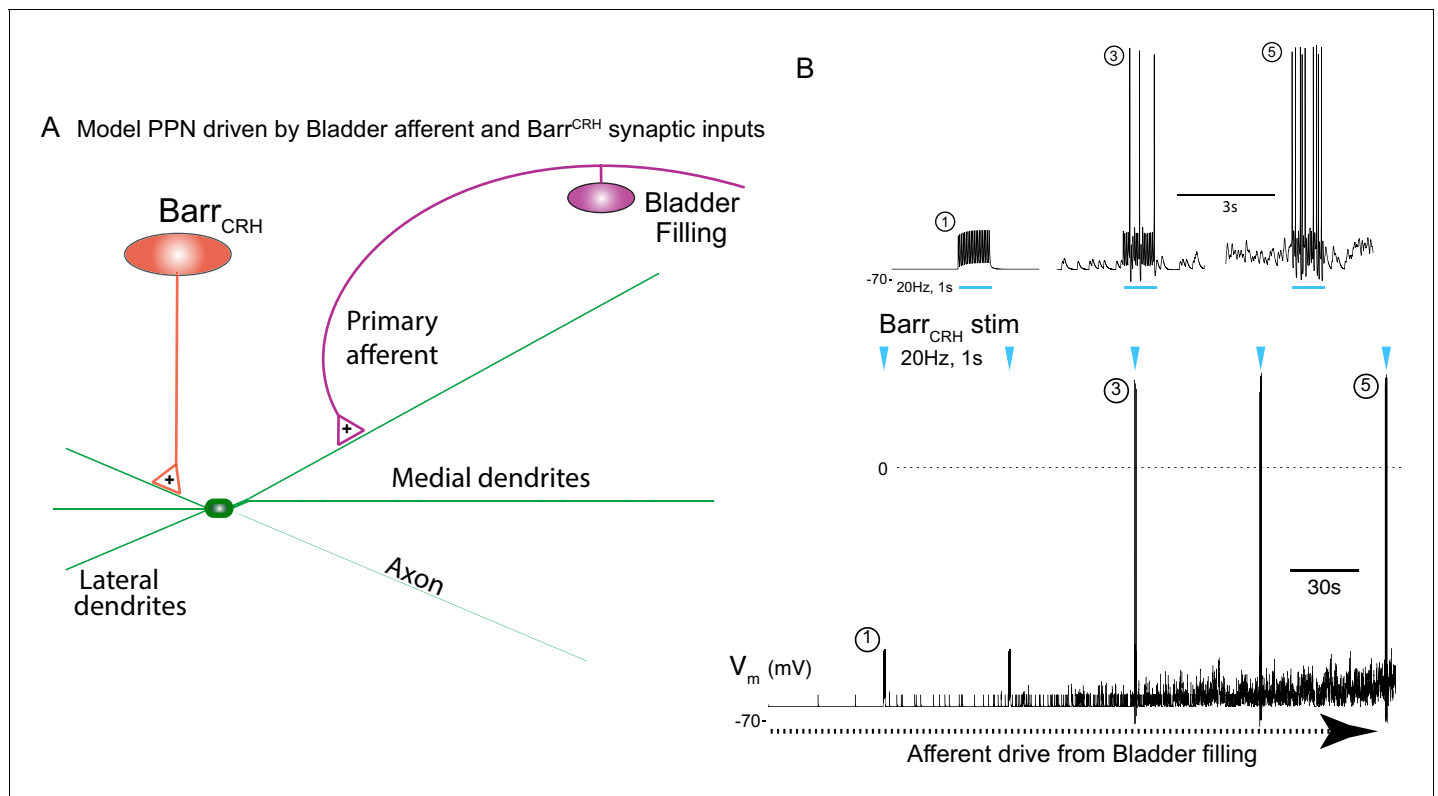 A Model PPN driven by Bladder afferent and Barr^CRH synaptic inputs
Barr_CRH
Bladder
Filling
Primary
afferent
+
+
Medial dendrites
Lateral
dendrites
Axon
B
①
③
⑤
3s
-70-
20Hz, 1s
Barr_CRH stim
20Hz, 1s
③
⑤
0
30s
①
V_m (mV)
-70-
Afferent drive from Bladder filling